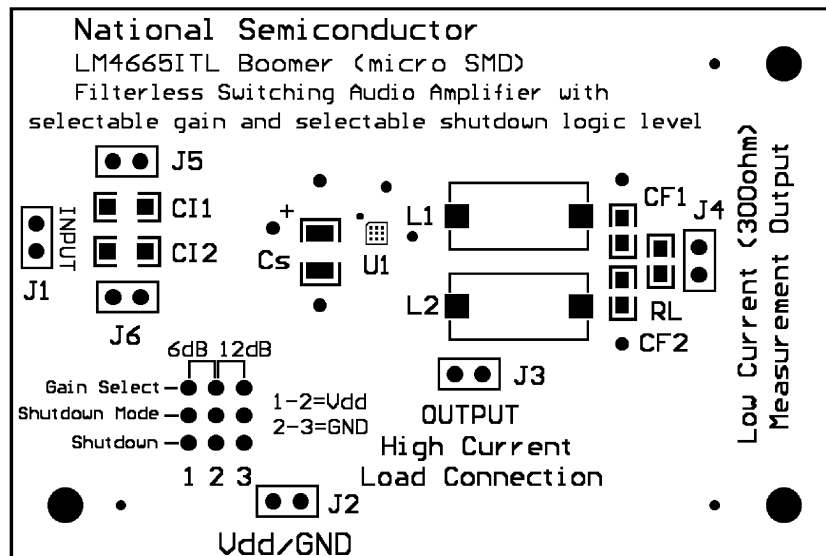 National Semiconductor
LM4665ITL Boomer (micro SMD)
Filterless Switching Audio Amplifier with
selectable gain and selectable shutdown logic level
J5
CI1
CI2
INPUT
J1
J6
+
Cs
U1
L1
L2
CF1
J4
RL
CF2
Low Current (300ohm)
Measurement Output
6dB 12dB
Gain Select
Shutdown Mode
Shutdown
1-2=Vdd
2-3=GND
1 2 3
J3
OUTPUT
High Current
Load Connection
J2
Vdd/GND